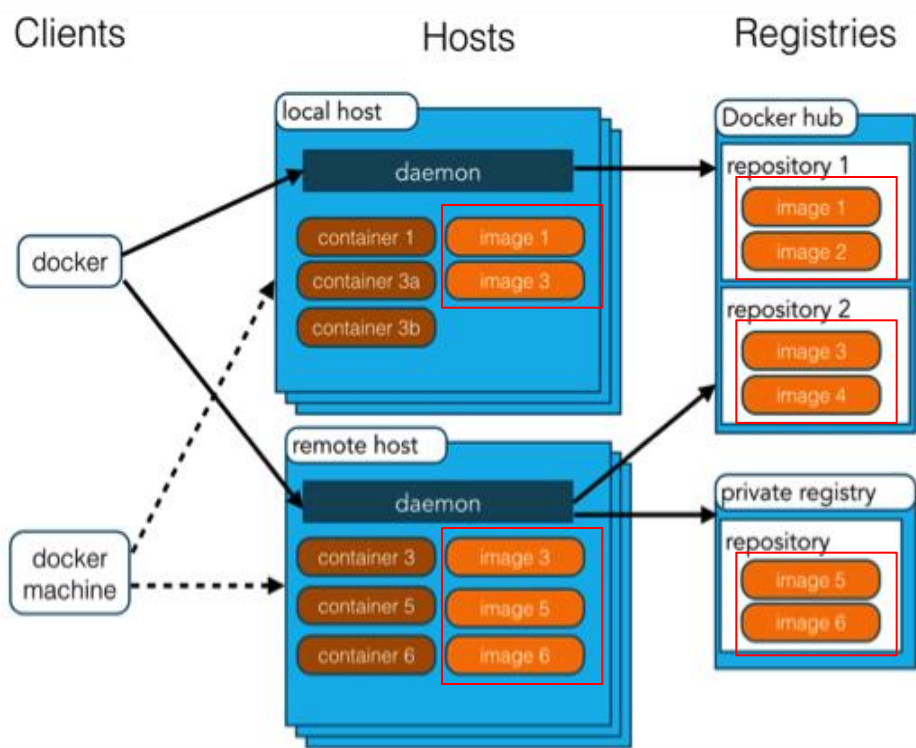 Clients
Hosts
Registries
docker
docker
machine
local host
daemon
container 1
image 1
container 3a
image 3
container 3b
remote host
daemon
container 3
image 3
container 5
image 5
container 6
image 6
Docker hub
repository 1
image 1
image 2
repository 2
image 3
image 4
private registry
repository
image 5
image 6